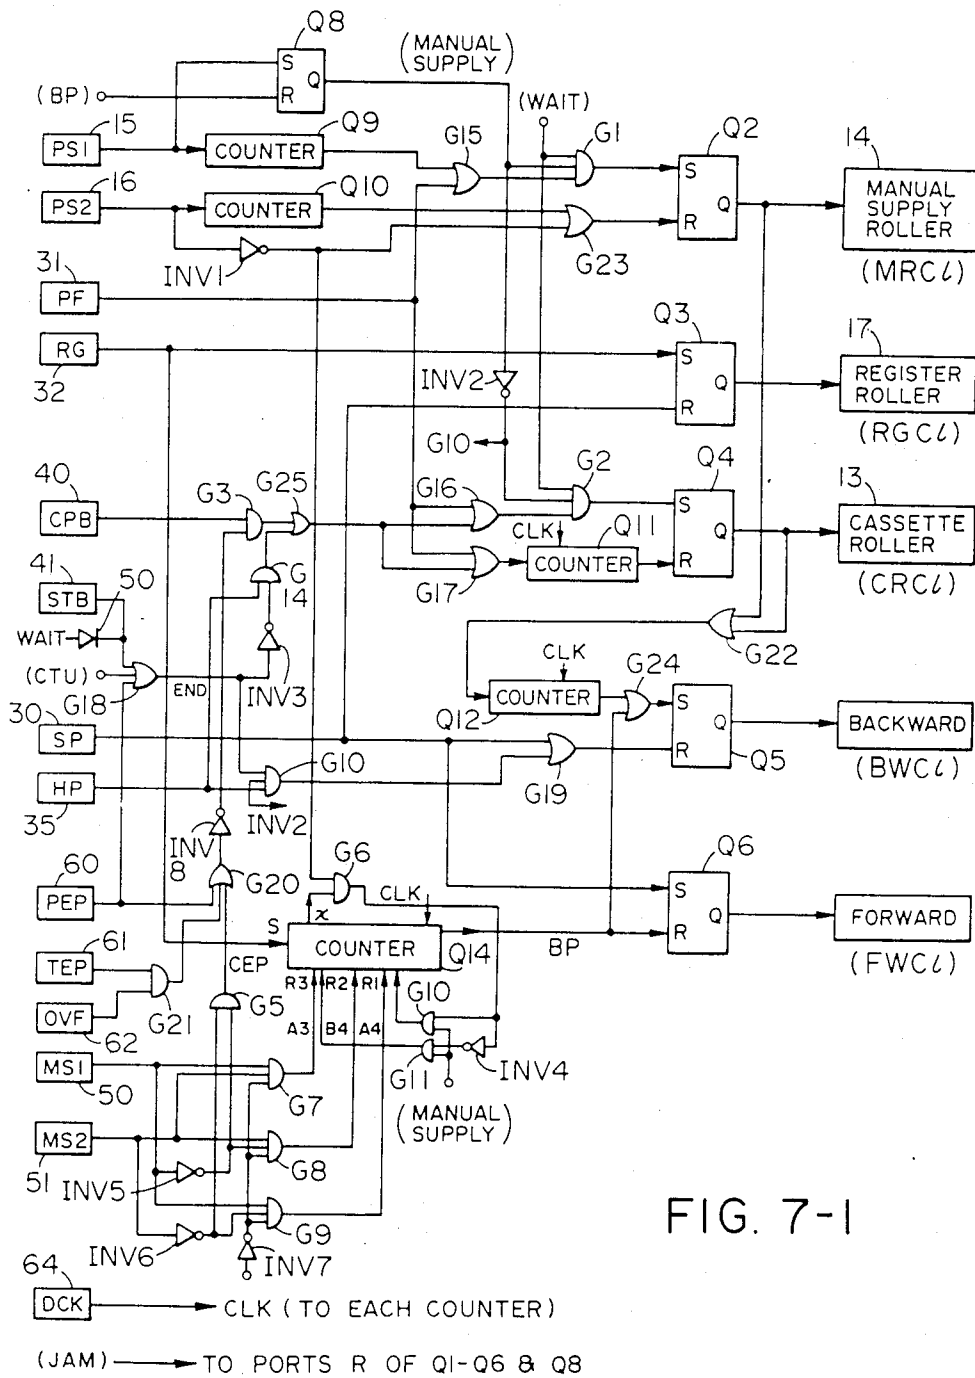 Q8
(MANUAL SUPPLY)
S
Q
R
(BP)
(WAIT)
15
Q9
G15
G1
Q2
14
PS1
COUNTER
S
MANUAL SUPPLY ROLLER
16
Q10
Q
PS2
COUNTER
R
G23
INV1
(MRCl)
31
PF
Q3
17
RG
S
32
INV2
Q
REGISTER ROLLER
R
(RGCl)
G10
G2
Q4
40
G3
G25
G16
S
13
CPB
CLK
Q11
Q
CASSETTE ROLLER
41
G14
G17
COUNTER
R
(CRCl)
STB
50
WAIT
G22
(CTU)
INV3
CLK
G24
G18
END
COUNTER
S
30
Q12
Q
BACKWARD
SP
G10
R
Q5
G19
(BWCl)
HP
INV2
35
INV8
G6
Q6
60
G20
CLK
S
PEP
x
Q
FORWARD
S
COUNTER
BP
R
61
Q14
(FWCl)
TEP
CEP
R3
R2
R1
G5
G10
OVF
G21
A3
B4
A4
62
G11
INV4
MS1
G7
(MANUAL SUPPLY)
50
MS2
G8
51
INV5
G9
FIG. 7-1
INV6
INV7
64
DCK
CLK (TO EACH COUNTER)
(JAM)
TO PORTS R OF Q1-Q6 & Q8